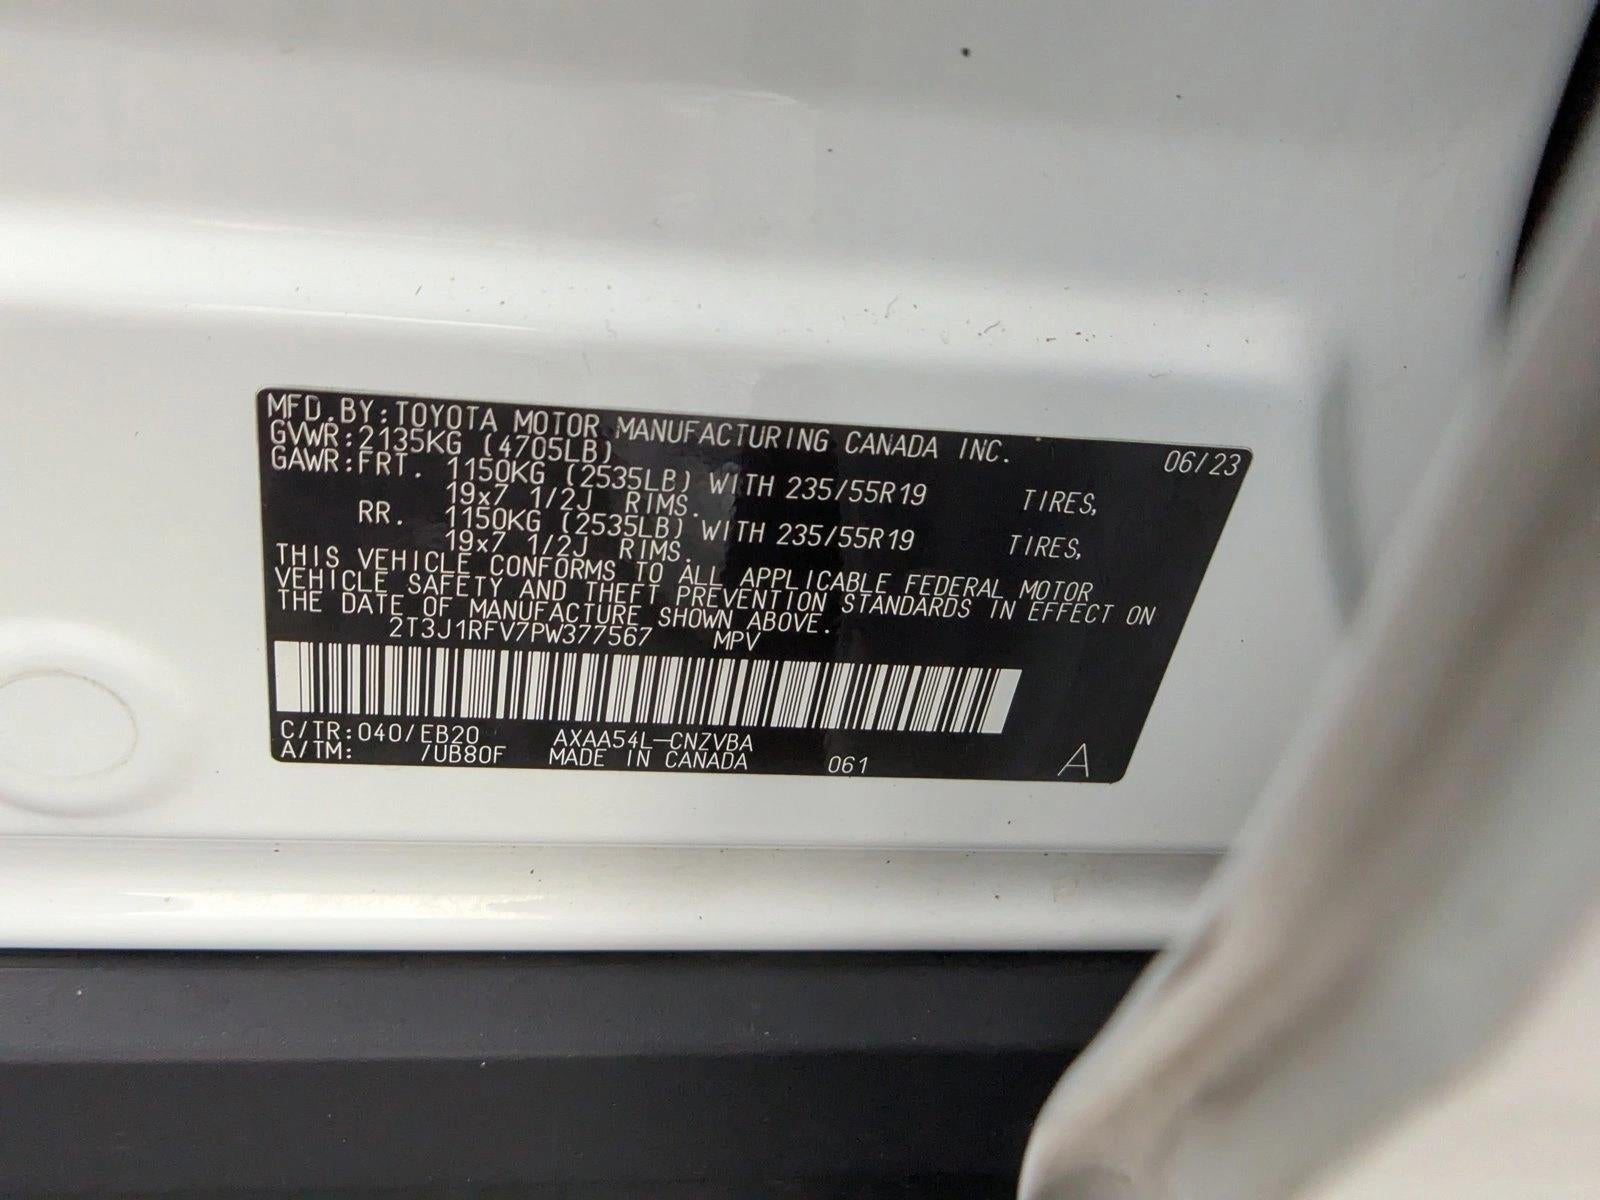 MFD.BY:TOYOTA MOTOR MANUFACTURING CANADA INC. 06/23
GVWR:2135KG (4705LB)
GAWR:FRT. 1150KG (2535LB) WITH 235/55R19 TIRES,
19x7 1/2J RIMS.
RR. 1150KG (2535LB) WITH 235/55R19 TIRES,
19x7 1/2J RIMS.
THIS VEHICLE CONFORMS TO ALL APPLICABLE FEDERAL MOTOR
VEHICLE SAFETY AND THEFT PREVENTION STANDARDS IN EFFECT ON
THE DATE OF MANUFACTURE SHOWN ABOVE.
2T3J1RFV7PW377567 MPV
C/TR:040/EB20 AXAA54L-CNZVBA
A/TM: /UB80F MADE IN CANADA 061 A